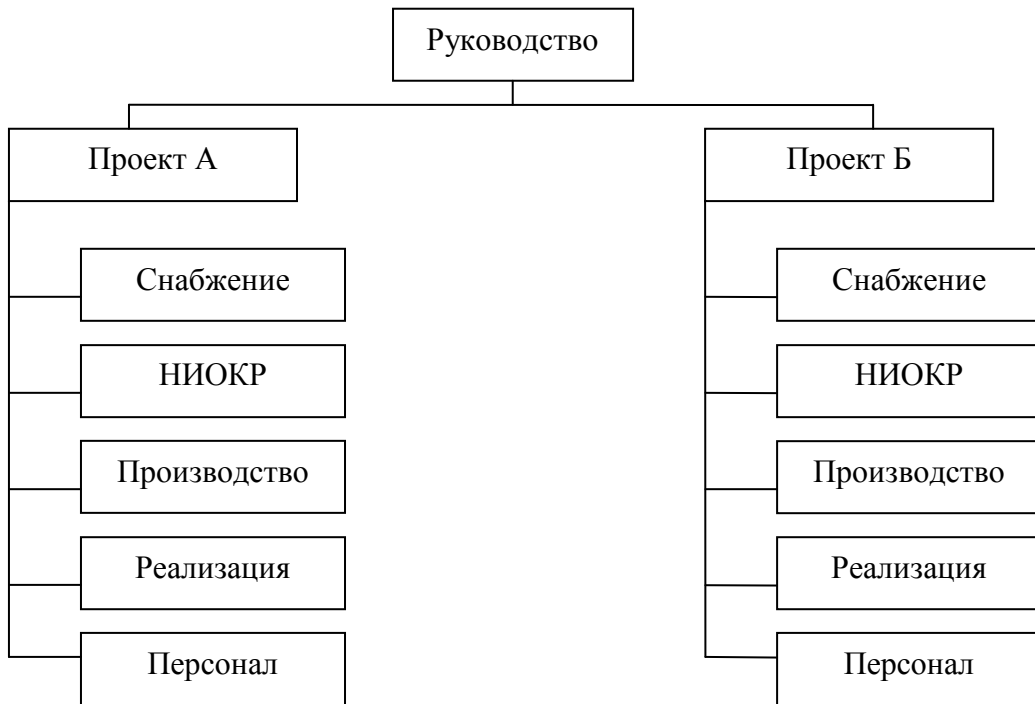 Руководство
Проект А
Проект Б
Снабжение
Снабжение
НИОКР
НИОКР
Производство
Производство
Реализация
Реализация
Персонал
Персонал